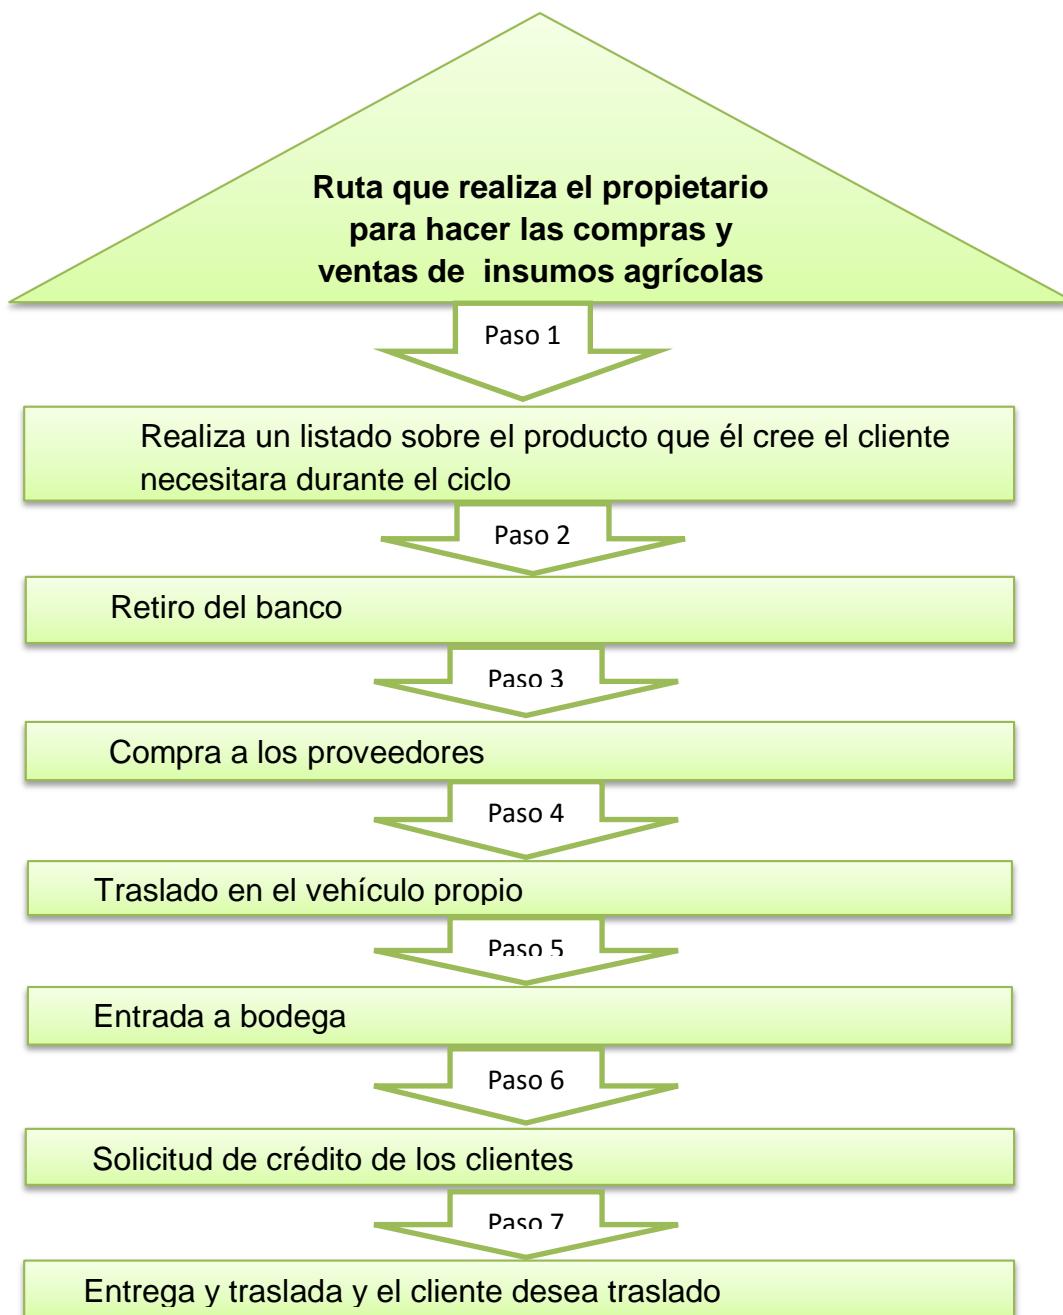 Ruta que realiza el propietario
para hacer las compras y
ventas de insumos agrícolas
Paso 1
Realiza un listado sobre el producto que él cree el cliente
necesitara durante el ciclo
Paso 2
Retiro del banco
Paso 3
Compra a los proveedores
Paso 4
Traslado en el vehículo propio
Paso 5
Entrada a bodega
Paso 6
Solicitud de crédito de los clientes
Paso 7
Entrega y traslada y el cliente desea traslado